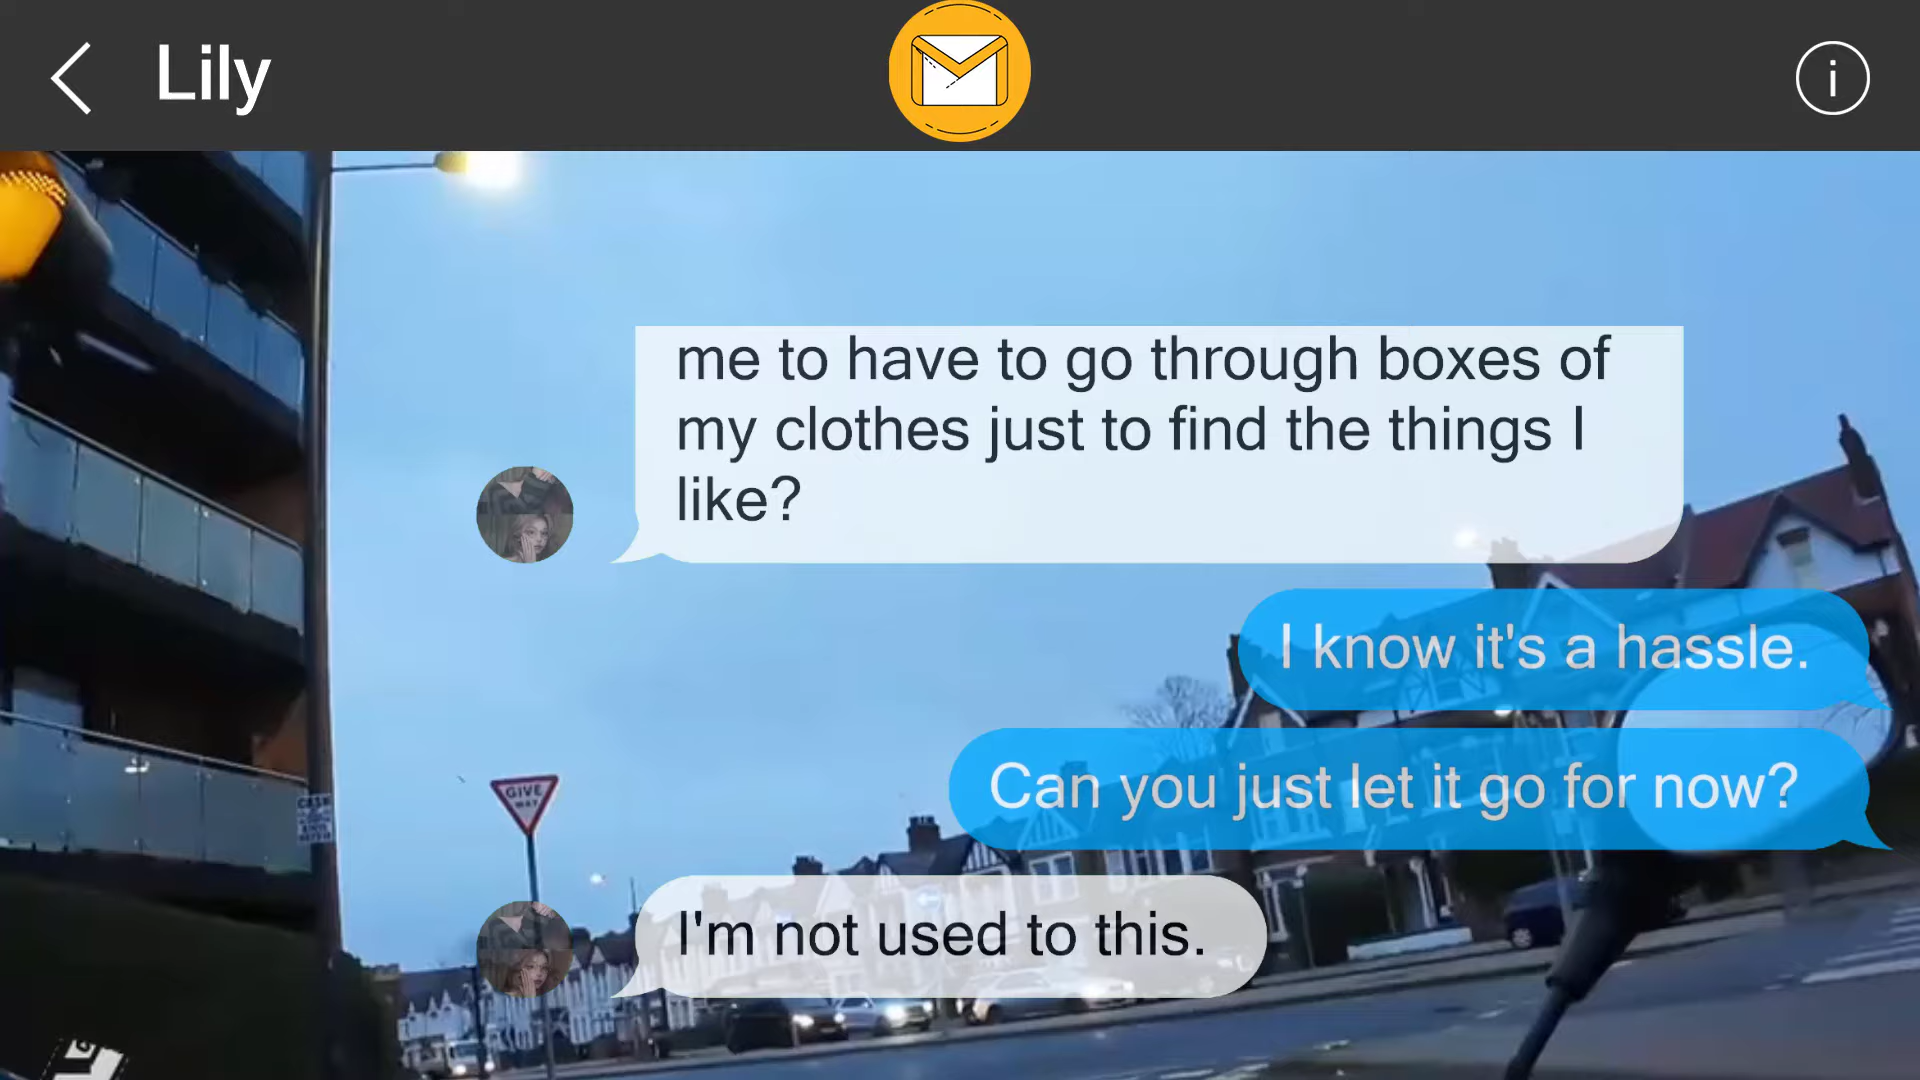 Lily
me to have to go through boxes of
my clothes just to find the things I
like?
I know it's a hassle.
Can you just let it go for now?
GIVE
WAY
I'm not used to this.